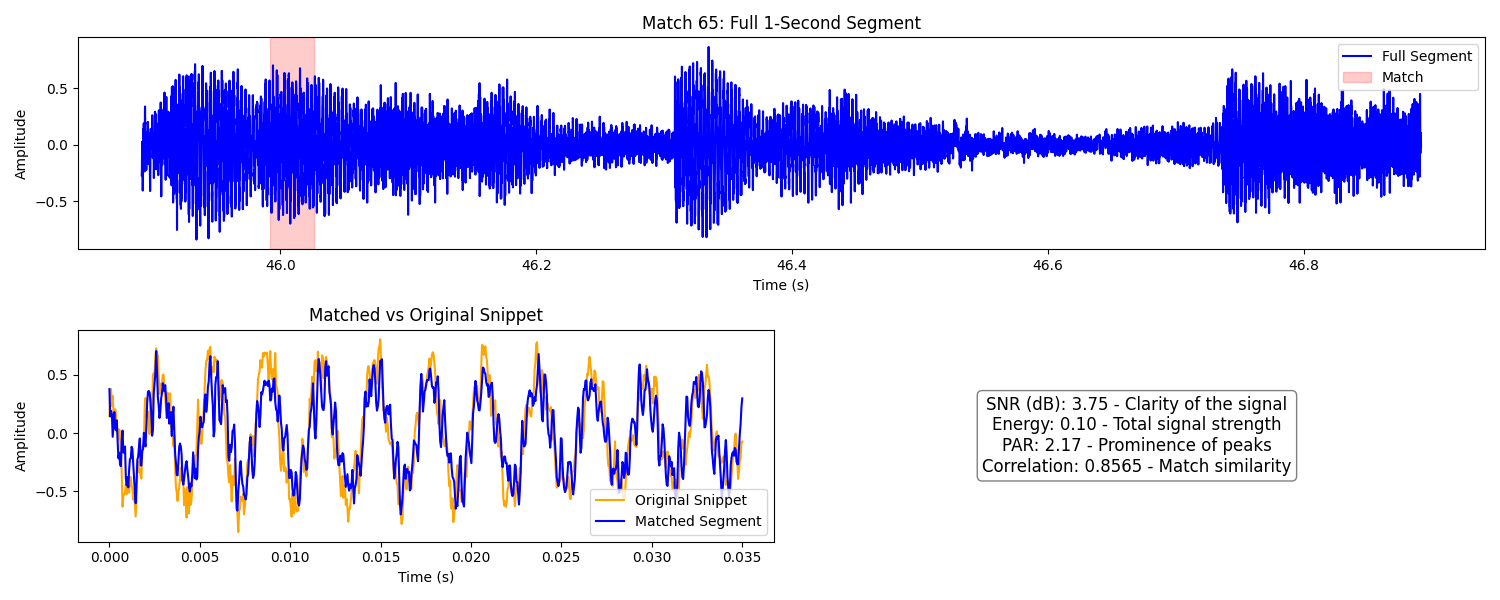 Match 65: Full 1-Second Segment
Amplitude
0.5
0.0
−0.5
Full Segment
Match
46.0 46.2 46.4 46.6 46.8
Time (s)
Matched vs Original Snippet
Amplitude
0.5
0.0
−0.5
Original Snippet
Matched Segment
0.000 0.005 0.010 0.015 0.020 0.025 0.030 0.035
Time (s)
SNR (dB): 3.75 - Clarity of the signal
Energy: 0.10 - Total signal strength
PAR: 2.17 - Prominence of peaks
Correlation: 0.8565 - Match similarity